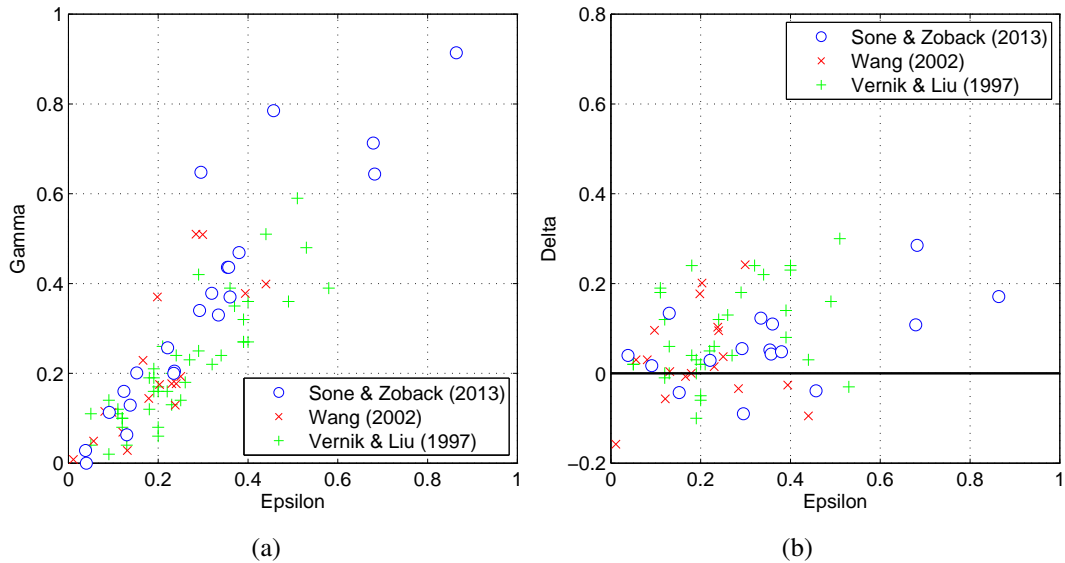 1
0.8
0.6
0.4
0.2
0
0 0.2 0.4 0.6 0.8 1
Gamma
Epsilon
Sone & Zoback (2013)
Wang (2002)
Vernik & Liu (1997)
(a)
0.8
0.6
0.4
0.2
0
−0.2
0 0.2 0.4 0.6 0.8 1
Delta
Epsilon
Sone & Zoback (2013)
Wang (2002)
Vernik & Liu (1997)
(b)